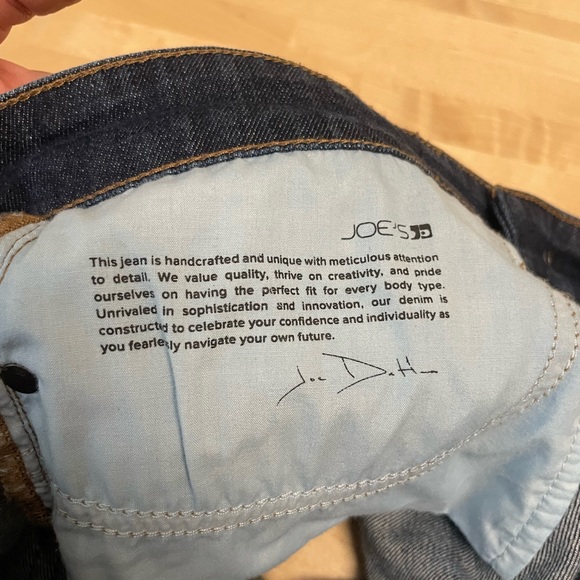 JOE'S
This jean is handcrafted and unique with meticulous attention
to detail. We value quality, thrive on creativity, and pride
ourselves on having the perfect fit for every body type.
Unrivaled in sophistication and innovation, our denim is
constructed to celebrate your confidence and individuality as
you fearlessly navigate your own future.
Joe Dahan